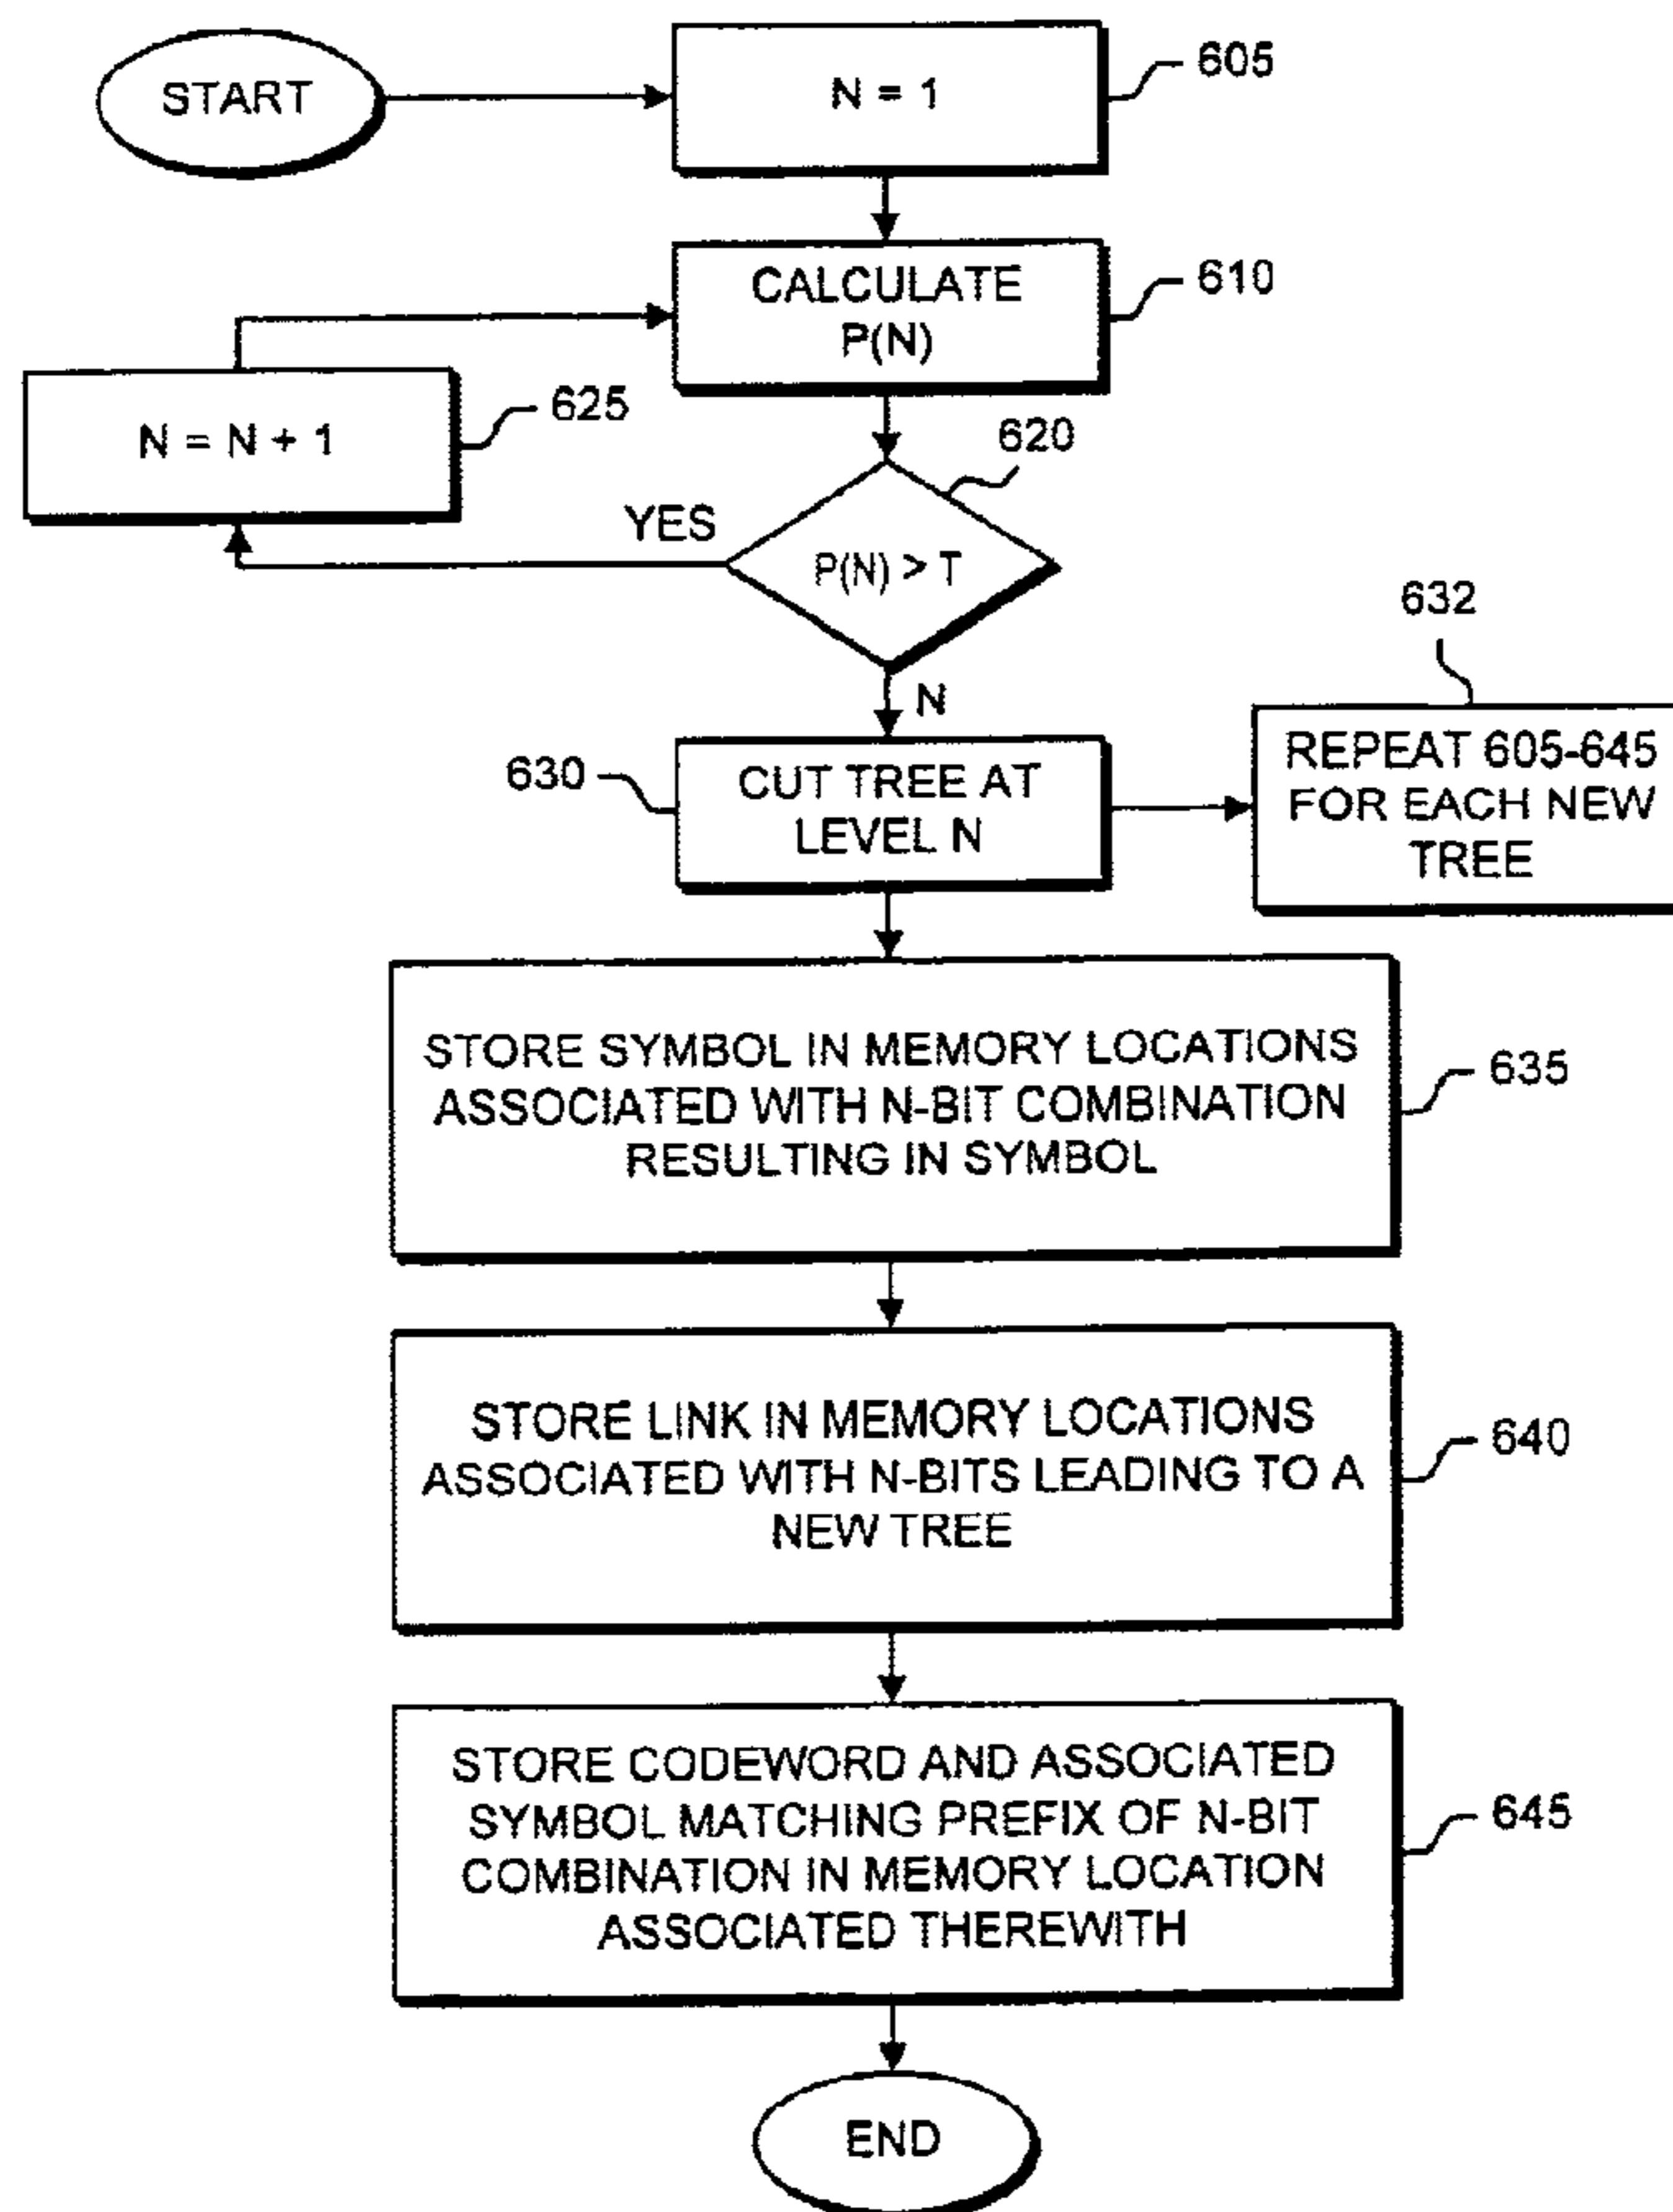 START
N = 1
605
CALCULATE
P(N)
610
N = N + 1
625
620
YES
P(N) > T
N
632
630
CUT TREE AT
LEVEL N
REPEAT 605-645
FOR EACH NEW
TREE
STORE SYMBOL IN MEMORY LOCATIONS
ASSOCIATED WITH N-BIT COMBINATION
RESULTING IN SYMBOL
635
STORE LINK IN MEMORY LOCATIONS
ASSOCIATED WITH N-BITS LEADING TO A
NEW TREE
640
STORE CODEWORD AND ASSOCIATED
SYMBOL MATCHING PREFIX OF N-BIT
COMBINATION IN MEMORY LOCATION
ASSOCIATED THEREWITH
645
END